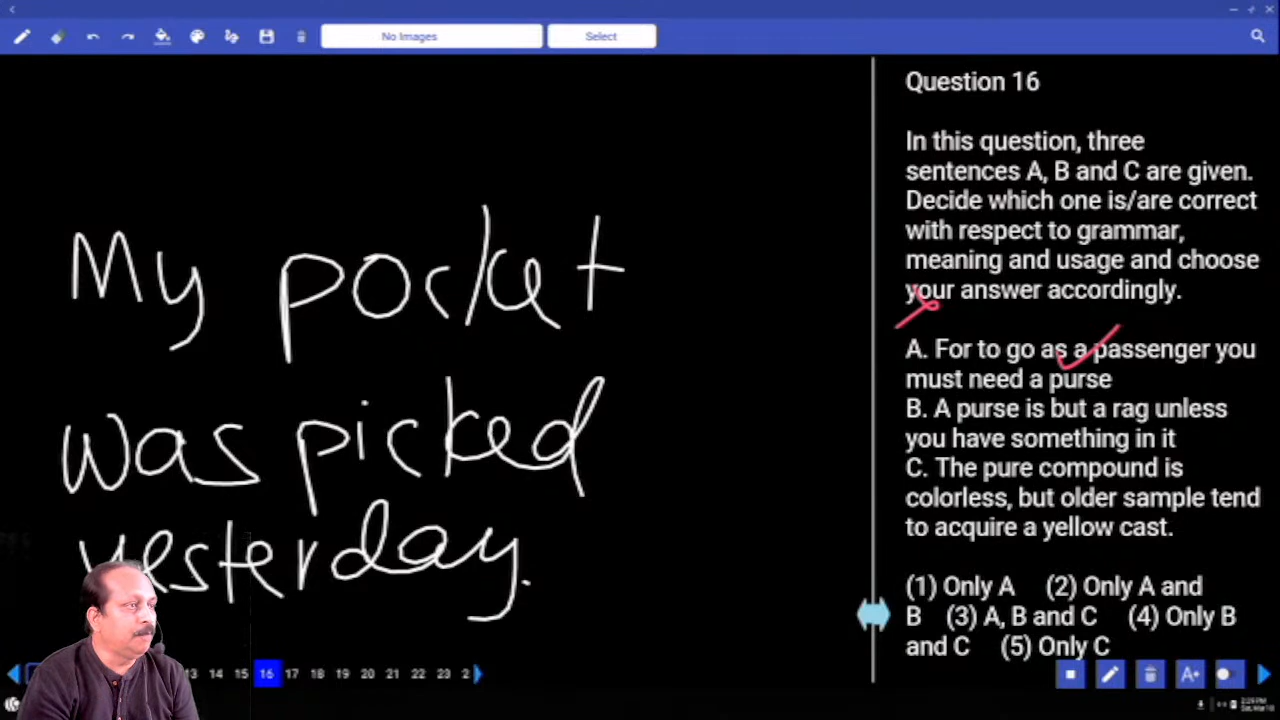 No Images Select
My pocket
was picked
yesterday.
Question 16
In this question, three
sentences A, B and C are given.
Decide which one is/are correct
with respect to grammar,
meaning and usage and choose
your answer accordingly.
A. For to go as a passenger you
must need a purse
B. A purse is but a rag unless
you have something in it
C. The pure compound is
colorless, but older sample tend
to acquire a yellow cast.
(1) Only A (2) Only A and
B (3) A, B and C (4) Only B
and C (5) Only C
13 14 15 16 17 18 19 20 21 22 23 2
A+